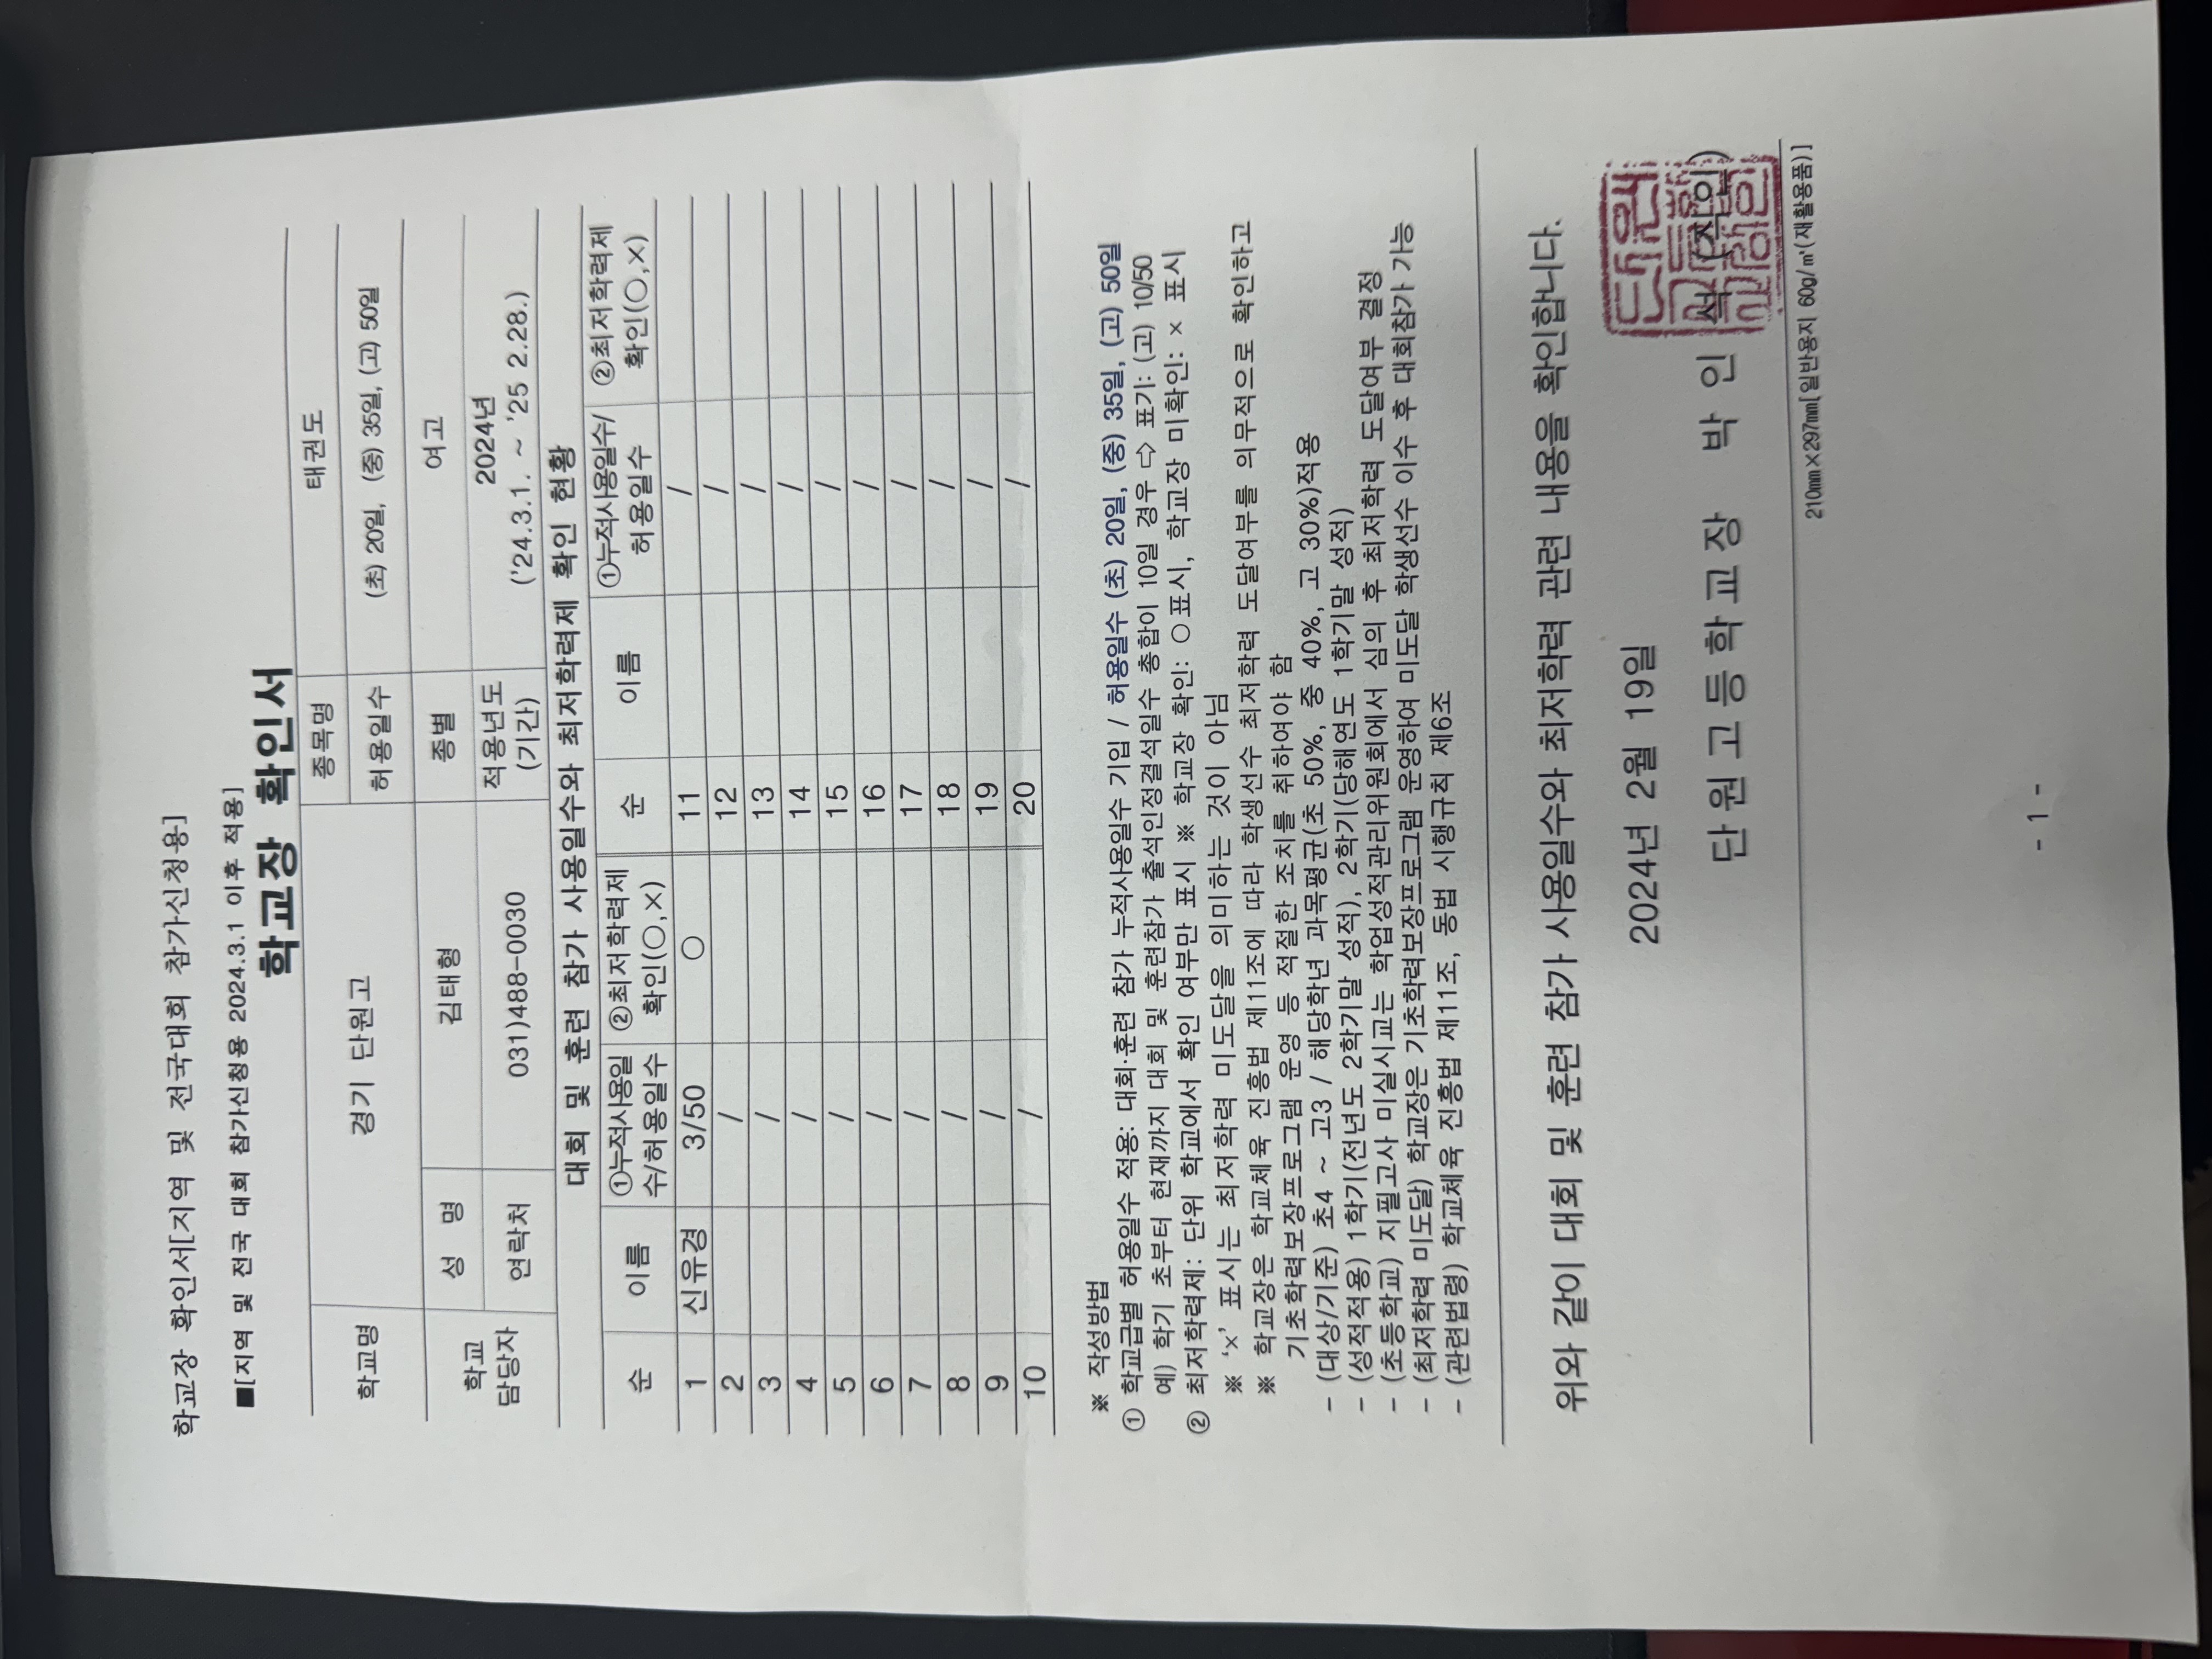 학교장 확인서[지역 및 전국대회 참가신청용]
■[지역 및 전국 대회 참가신청용 2024.3.1 이후 적용]
학교장 확인서
학교명 경기 단원고 종목명 태권도
허용일수 (초) 20일, (중) 35일, (고) 50일
학교 담당자 성 명 김태형 종별 여고
연락처 031)488-0030 적용년도 (기간) 2024년
('24.3.1. ~ '25 2.28.)
대회 및 훈련 참가 사용일수와 최저학력제 확인 현황
순 이름 ①누적사용일수/허용일수 ②최저학력제 확인(○,×) 순 이름 ①누적사용일수/허용일수 ②최저학력제 확인(○,×)
1 신유경 3/50 ○ 11 /
2 / 12 /
3 / 13 /
4 / 14 /
5 / 15 /
6 / 16 /
7 / 17 /
8 / 18 /
9 / 19 /
10 / 20 /
※ 작성방법
① 학교급별 허용일수 적용: 대회·훈련 참가 누적사용일수 기입 / 허용일수 (초) 20일, (중) 35일, (고) 50일
예) 학기 초부터 현재까지 대회 및 훈련참가 출석인정결석일수 총합이 10일 경우 ⇨ 표기: (고) 10/50
② 최저학력제: 단위 학교에서 확인 여부만 표시 ※ 학교장 확인: ○표시, 학교장 미확인: × 표시
※ '×' 표시는 최저학력 미도달을 의미하는 것이 아님
※ 학교장은 학교체육 진흥법 제11조에 따라 학생선수 최저학력 도달여부를 의무적으로 확인하고
기초학력보장프로그램 운영 등 적절한 조치를 취하여야 함
- (대상/기준) 초4 ~ 고3 / 해당학년 과목평균(초 50%, 중 40%, 고 30%)적용
- (성적적용) 1학기(전년도 2학기말 성적), 2학기(당해연도 1학기말 성적)
- (초등학교) 지필고사 미실시교는 학업성적관리위원회에서 심의 후 최저학력 도달여부 결정
- (최저학력 미도달) 학교장은 기초학력보장프로그램 운영하여 미도달 학생선수 이수 후 대회참가 가능
- (관련법령) 학교체육 진흥법 제11조, 동법 시행규칙 제6조
위와 같이 대회 및 훈련 참가 사용일수와 최저학력 관련 내용을 확인합니다.
2024년 2월 19일
단원고등학교장 박 인 석 (직인)
210㎜×297㎜[일반용지 60g/㎡(재활용품)]
- 1 -